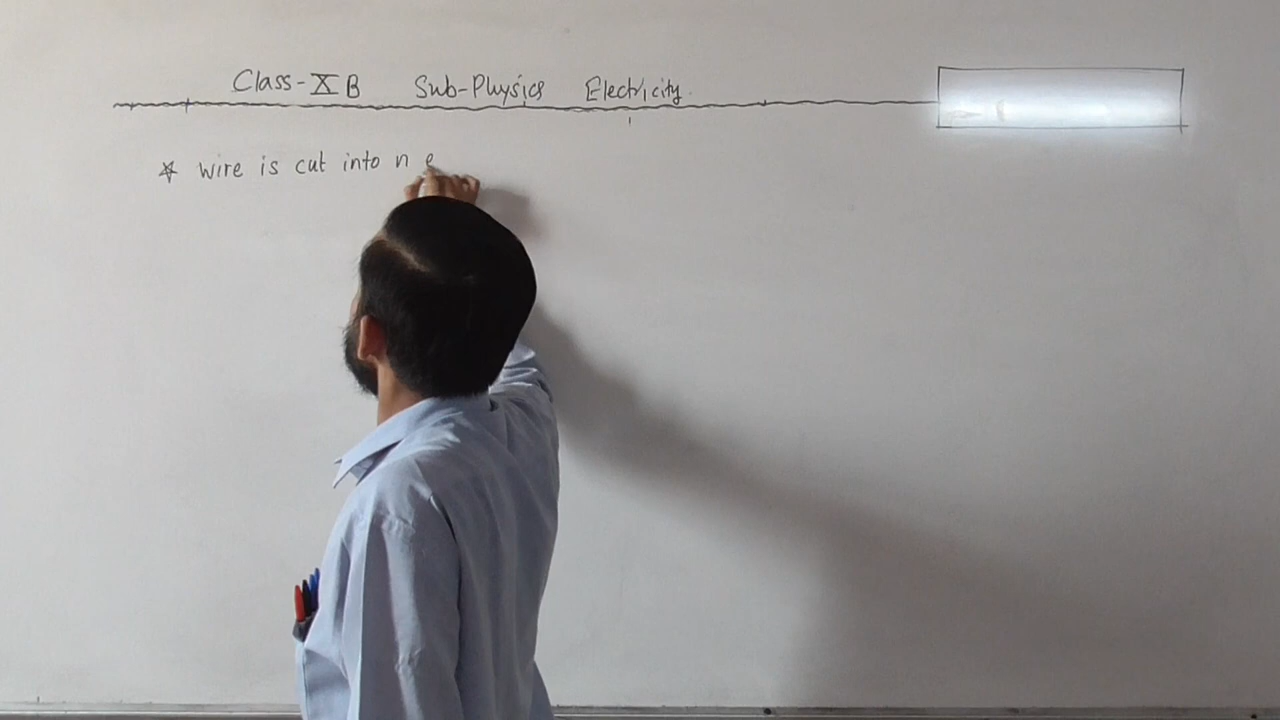 Class-X B Sub-Physics Electricity.
☆ wire is cut into n e